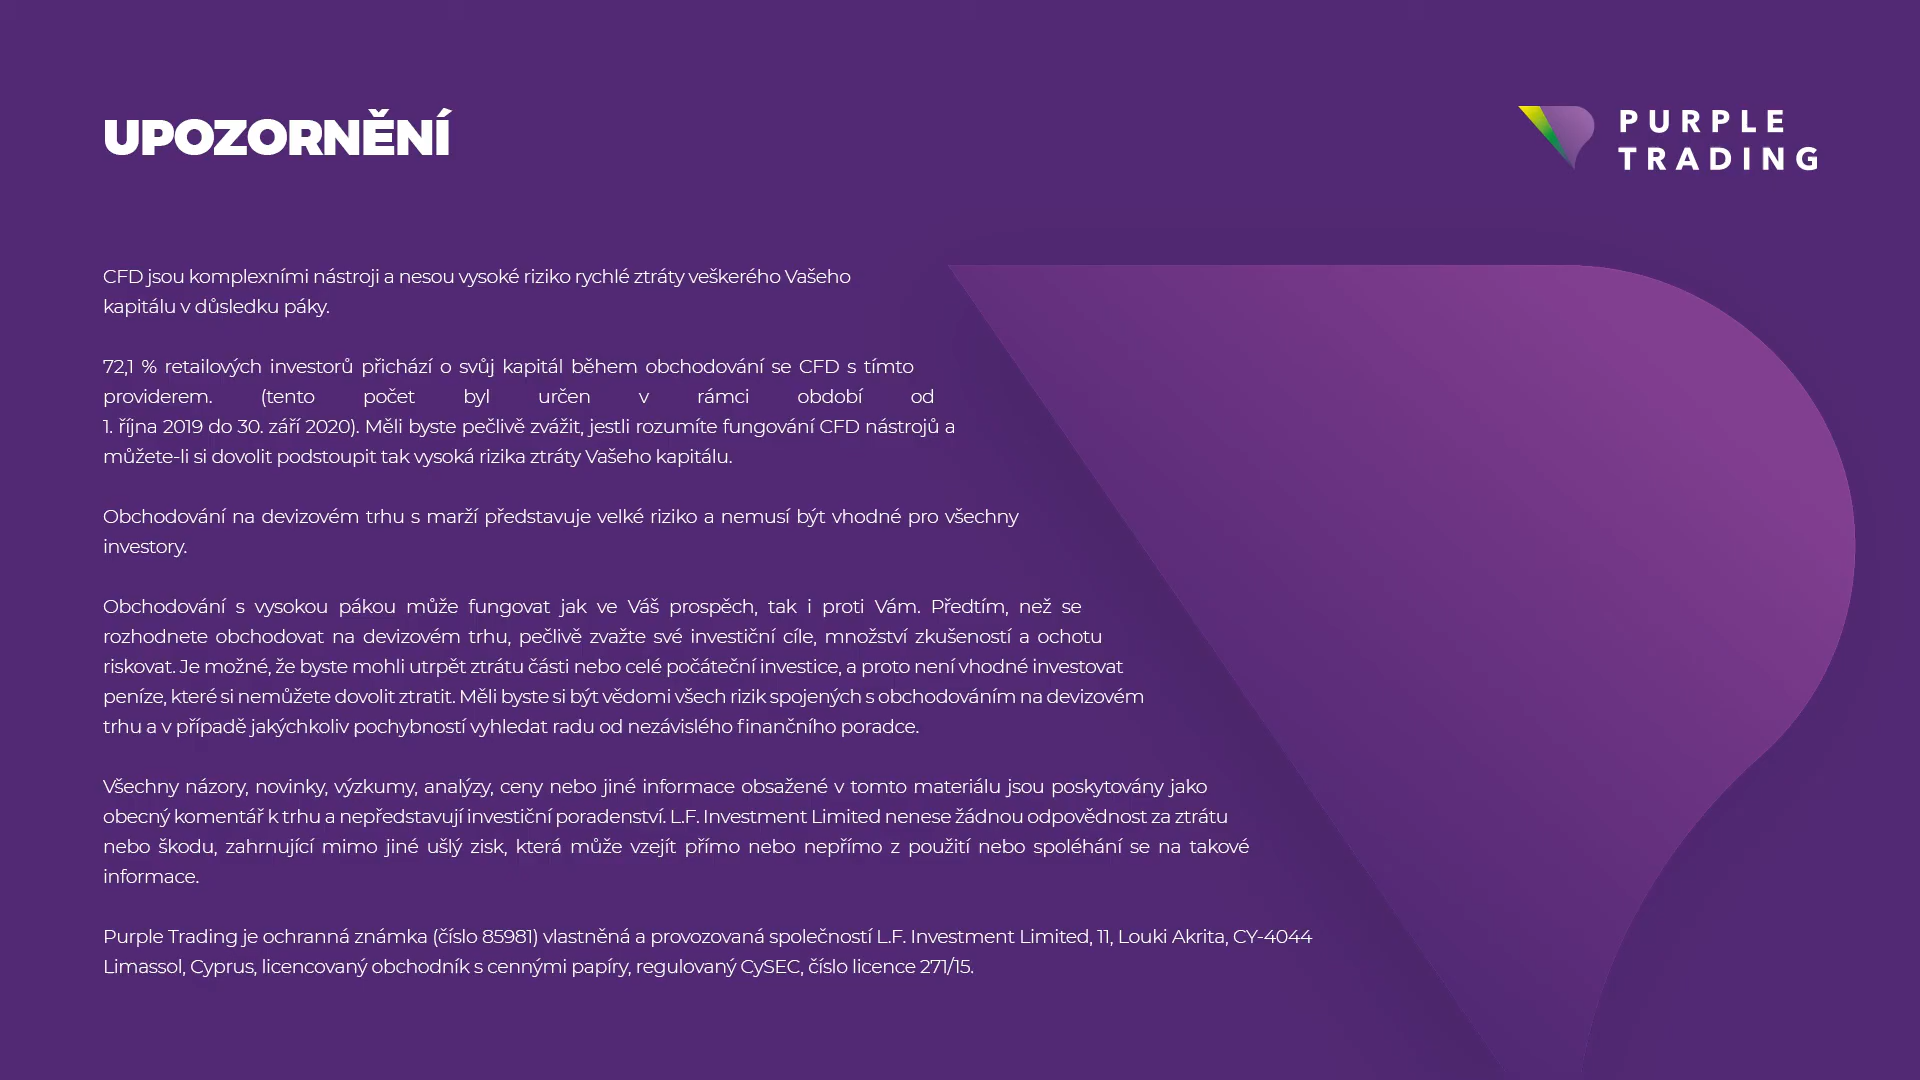 UPOZORNĚNÍ
PURPLE
TRADING
CFD jsou komplexními nástroji a nesou vysoké riziko rychlé ztráty veškerého Vašeho
kapitálu v důsledku páky.
72,1 % retailových investorů přichází o svůj kapitál během obchodování se CFD s tímto
providerem. (tento počet byl určen v rámci období od
1. října 2019 do 30. září 2020). Měli byste pečlivě zvážit, jestli rozumíte fungování CFD nástrojů a
můžete-li si dovolit podstoupit tak vysoká rizika ztráty Vašeho kapitálu.
Obchodování na devizovém trhu s marží představuje velké riziko a nemusí být vhodné pro všechny
investory.
Obchodování s vysokou pákou může fungovat jak ve Váš prospěch, tak i proti Vám. Předtím, než se
rozhodnete obchodovat na devizovém trhu, pečlivě zvažte své investiční cíle, množství zkušeností a ochotu
riskovat. Je možné, že byste mohli utrpět ztrátu části nebo celé počáteční investice, a proto není vhodné investovat
peníze, které si nemůžete dovolit ztratit. Měli byste si být vědomi všech rizik spojených s obchodováním na devizovém
trhu a v případě jakýchkoliv pochybností vyhledat radu od nezávislého finančního poradce.
Všechny názory, novinky, výzkumy, analýzy, ceny nebo jiné informace obsažené v tomto materiálu jsou poskytovány jako
obecný komentář k trhu a nepředstavují investiční poradenství. L.F. Investment Limited nenese žádnou odpovědnost za ztrátu
nebo škodu, zahrnující mimo jiné ušlý zisk, která může vzejít přímo nebo nepřímo z použití nebo spoléhání se na takové
informace.
Purple Trading je ochranná známka (číslo 85981) vlastněná a provozovaná společností L.F. Investment Limited, 11, Louki Akrita, CY-4044
Limassol, Cyprus, licencovaný obchodník s cennými papíry, regulovaný CySEC, číslo licence 271/15.